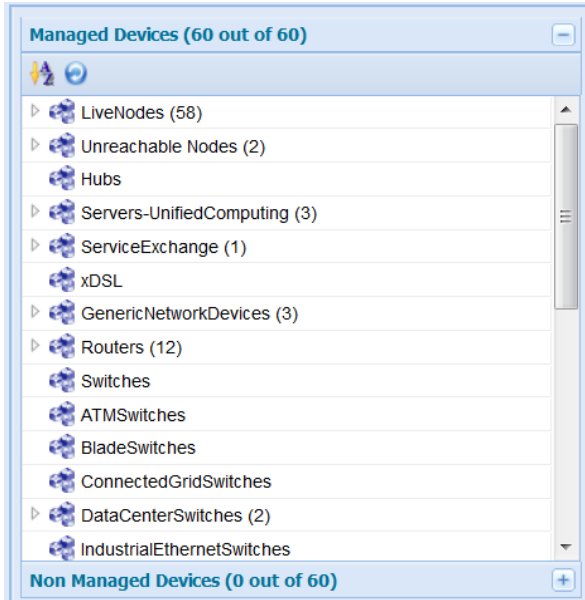 Managed Devices (60 out of 60)
LiveNodes (58)
Unreachable Nodes (2)
Hubs
Servers-UnifiedComputing (3)
ServiceExchange (1)
xDSL
GenericNetworkDevices (3)
Routers (12)
Switches
ATMSwitches
BladeSwitches
ConnectedGridSwitches
DataCenterSwitches (2)
IndustrialEthernetSwitches
Non Managed Devices (0 out of 60)